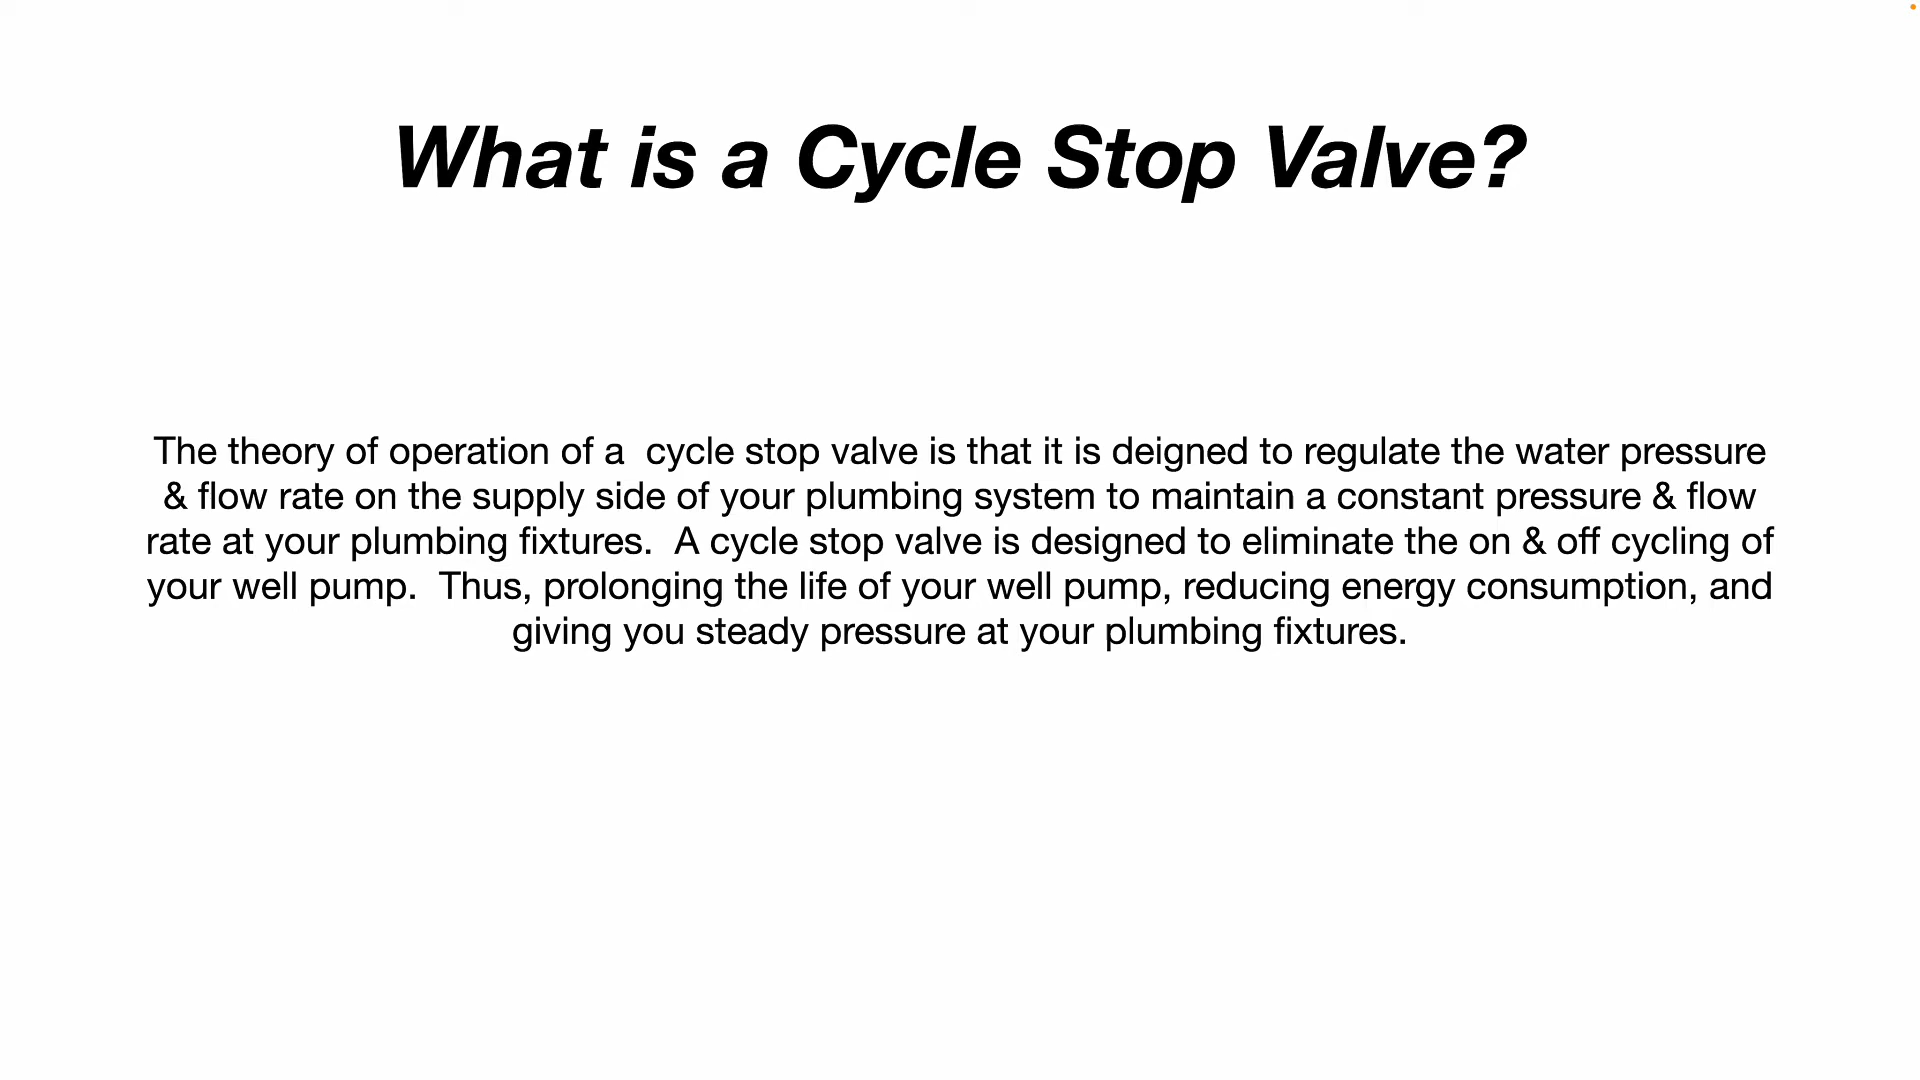 What is a Cycle Stop Valve?
The theory of operation of a  cycle stop valve is that it is deigned to regulate the water pressure
& flow rate on the supply side of your plumbing system to maintain a constant pressure & flow
rate at your plumbing fixtures.  A cycle stop valve is designed to eliminate the on & off cycling of
your well pump.  Thus, prolonging the life of your well pump, reducing energy consumption, and
giving you steady pressure at your plumbing fixtures.